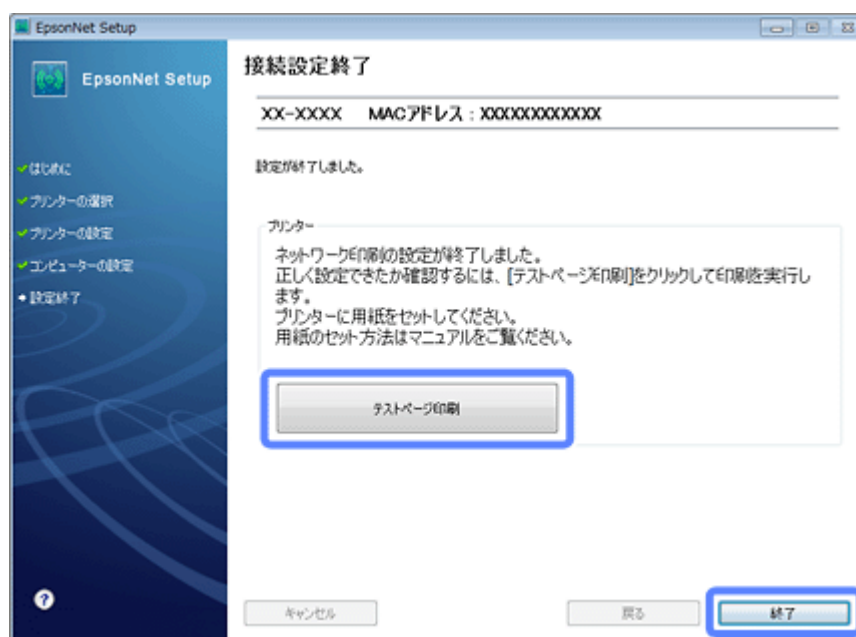 EpsonNet Setup
EpsonNet Setup
接続設定終了
XX-XXXX MACアドレス：XXXXXXXXXXXX
設定が終了しました。
はじめに
プリンターの選択
プリンターの設定
コンピューターの設定
設定終了
プリンター
ネットワーク印刷の設定が終了しました。
正しく設定できたか確認するには、[テストページ印刷]をクリックして印刷を実行し
ます。
プリンターに用紙をセットしてください。
用紙のセット方法はマニュアルをご覧ください。
テストページ印刷
?
キャンセル 戻る 終了